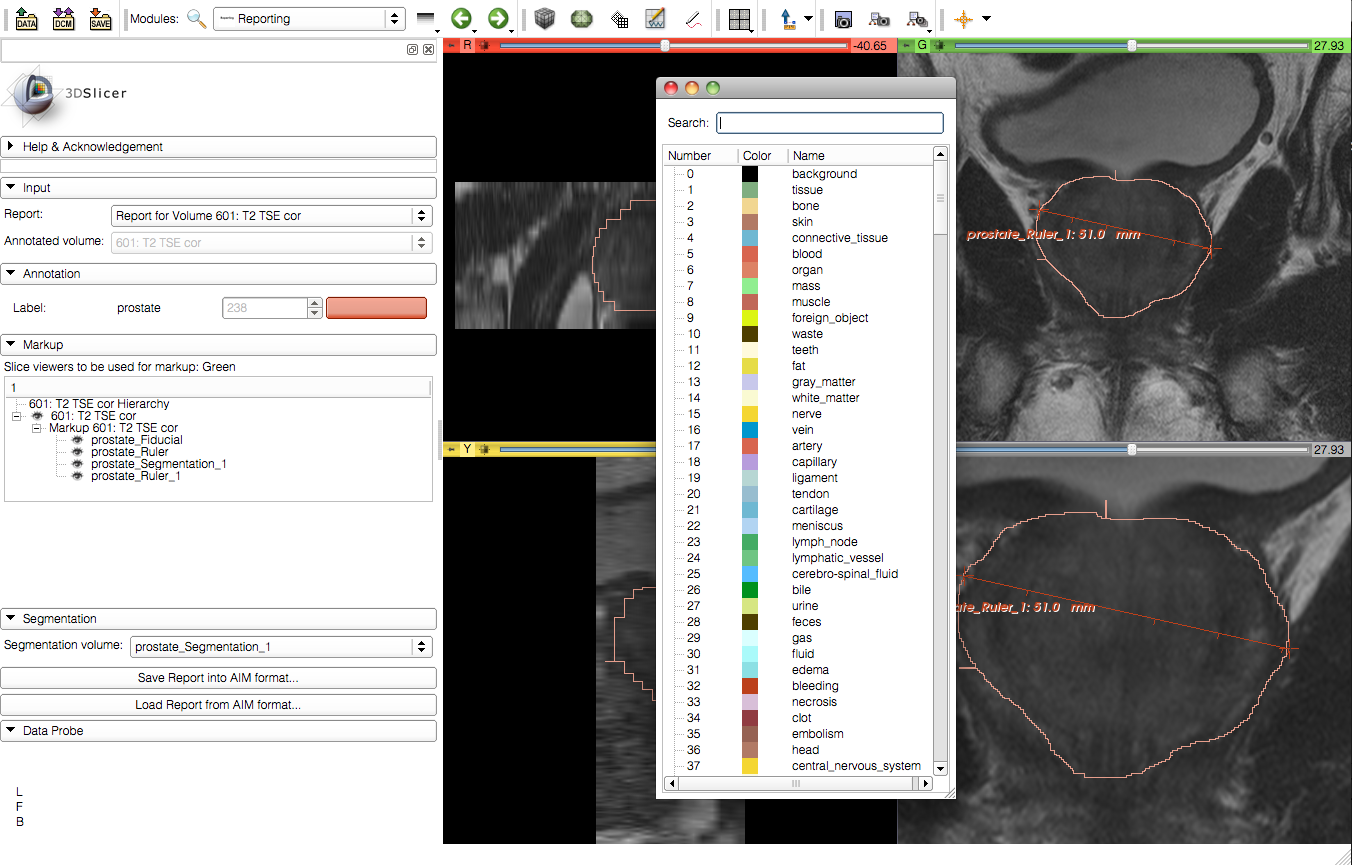 DATA
DCM
SAVE
Modules:
Reporting
Reporting
3DSlicer
Help & Acknowledgement
Input
Report:
Report for Volume 601: T2 TSE cor
Annotated volume:
601: T2 TSE cor
Annotation
Label:
prostate
238
Markup
Slice viewers to be used for markup: Green
1
601: T2 TSE cor Hierarchy
601: T2 TSE cor
Markup 601: T2 TSE cor
prostate_Fiducial
prostate_Ruler
prostate_Segmentation_1
prostate_Ruler_1
Segmentation
Segmentation volume:
prostate_Segmentation_1
Save Report into AIM format...
Load Report from AIM format...
Data Probe
L
F
B
R
-40.65
G
27.93
Y
27.93
prostate_Ruler_1: 51.0 mm
ate_Ruler_1: 51.0 mm
Search:
Number Color Name
0 background
1 tissue
2 bone
3 skin
4 connective_tissue
5 blood
6 organ
7 mass
8 muscle
9 foreign_object
10 waste
11 teeth
12 fat
13 gray_matter
14 white_matter
15 nerve
16 vein
17 artery
18 capillary
19 ligament
20 tendon
21 cartilage
22 meniscus
23 lymph_node
24 lymphatic_vessel
25 cerebro-spinal_fluid
26 bile
27 urine
28 feces
29 gas
30 fluid
31 edema
32 bleeding
33 necrosis
34 clot
35 embolism
36 head
37 central_nervous_system